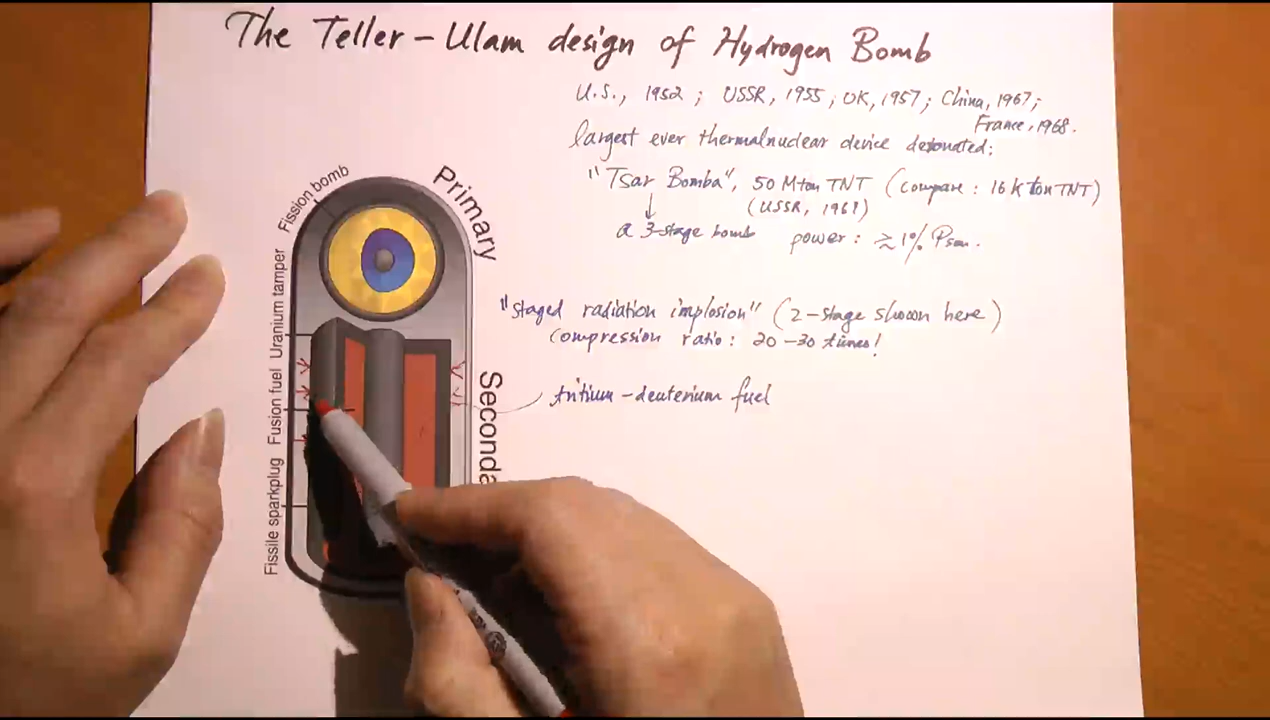 The Teller-Ulam design of Hydrogen Bomb
U.S., 1952 ; USSR, 1955 ; UK, 1957 ; China, 1967 ;
France, 1968.
largest ever thermalnuclear device detonated:
"Tsar Bomba", 50 Mton TNT (compare : 16 k ton TNT)
(USSR, 1961)
a 3-stage bomb power : ≳ 1% Psun.
"staged radiation implosion" (2-stage shown here)
compression ratio : 20 - 30 times!
tritium - deuterium fuel
Primary
Seconda
Fission bomb
Uranium tamper
Fusion fuel
Fissile sparkplug